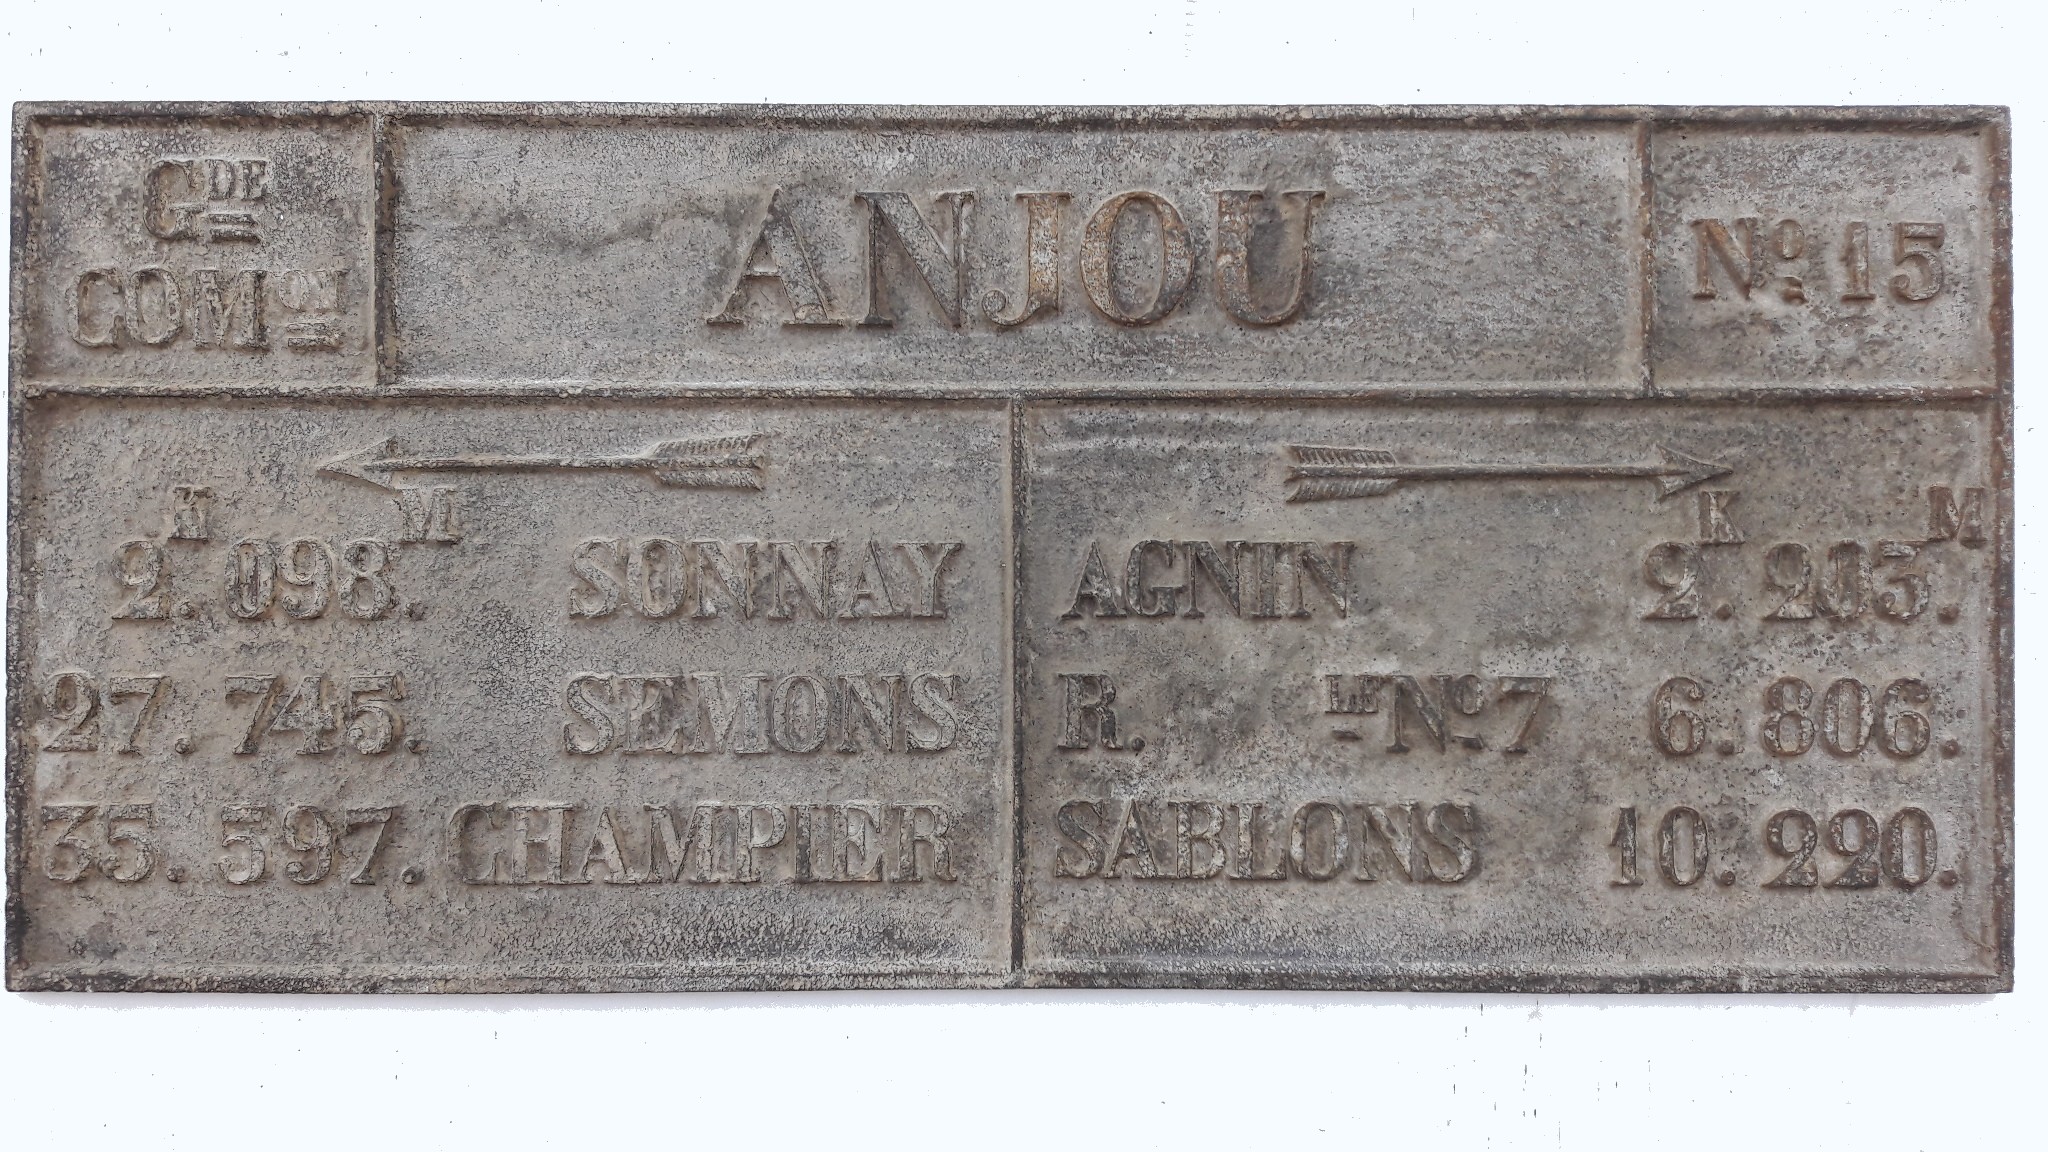 GDE
COMON
ANJOU
No 15
K M
2. 098. SONNAY
27. 745. SEMONS
35. 597. CHAMPIER
K M
AGNIN 2. 203.
R. No 7 6. 806.
SABLONS 10. 220.